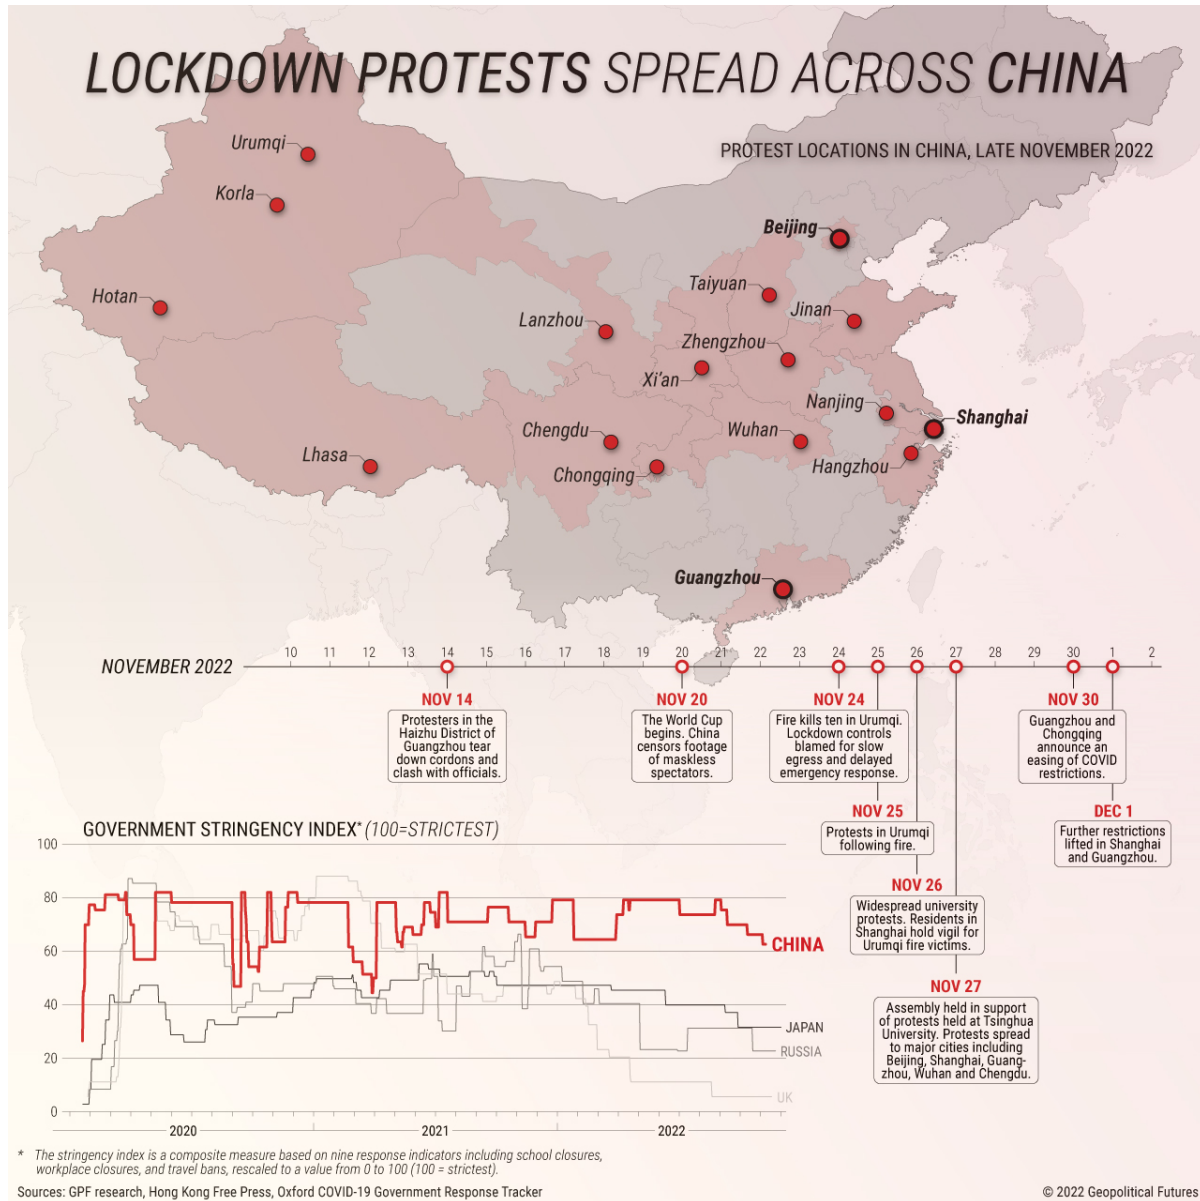 LOCKDOWN PROTESTS SPREAD ACROSS CHINA
PROTEST LOCATIONS IN CHINA, LATE NOVEMBER 2022
Urumqi
Korla
Hotan
Lhasa
Beijing
Taiyuan
Jinan
Lanzhou
Zhengzhou
Xi'an
Nanjing
Shanghai
Chengdu
Wuhan
Chongqing
Hangzhou
Guangzhou
NOVEMBER 2022
10 11 12 13 14 15 16 17 18 19 20 21 22 23 24 25 26 27 28 29 30 1 2
NOV 14
Protesters in the
Haizhu District of
Guangzhou tear
down cordons and
clash with officials.
NOV 20
The World Cup
begins. China
censors footage
of maskless
spectators.
NOV 24
Fire kills ten in Urumqi.
Lockdown controls
blamed for slow
egress and delayed
emergency response.
NOV 25
Protests in Urumqi
following fire.
NOV 26
Widespread university
protests. Residents in
Shanghai hold vigil for
Urumqi fire victims.
NOV 27
Assembly held in support
of protests held at Tsinghua
University. Protests spread
to major cities including
Beijing, Shanghai, Guang-
zhou, Wuhan and Chengdu.
NOV 30
Guangzhou and
Chongqing
announce an
easing of COVID
restrictions.
DEC 1
Further restrictions
lifted in Shanghai
and Guangzhou.
GOVERNMENT STRINGENCY INDEX* (100=STRICTEST)
100
80
60
40
20
0
CHINA
JAPAN
RUSSIA
UK
2020 2021 2022
* The stringency index is a composite measure based on nine response indicators including school closures,
workplace closures, and travel bans, rescaled to a value from 0 to 100 (100 = strictest).
Sources: GPF research, Hong Kong Free Press, Oxford COVID-19 Government Response Tracker
© 2022 Geopolitical Futures